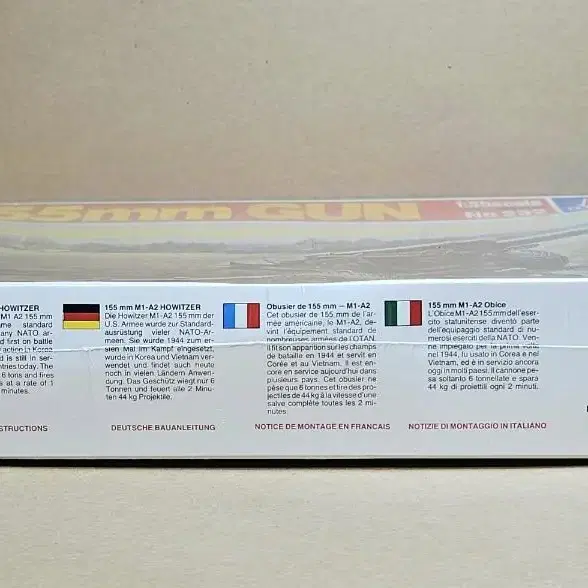 55mm GUN
HOWITZER
M1 A2 155 mm
me standard
any NATO ar-
d first on battle
action in Korea
is still in ser-
ntries today. The
6 tons and fires
s at a rate of 1
minutes.
STRUCTIONS
155 mm M1-A2 HOWITZER
Die Howitzer M1-A2 155 mm der
U.S. Armee wurde zur Standard-
ausrüstung vieler NATO-Ar-
meen. Sie wurde 1944 zum er-
sten Mal im Kampf eingesetzt,
wurde in Korea und Vietnam ver-
wendet und findet auch heute
noch in vielen Ländern Anwen-
dung. Das Geschütz wiegt nur 6
Tonnen und feuert alle 2 Minu-
ten 44 kg Projektile.
DEUTSCHE BAUANLEITUNG
Obusier de 155 mm – M1-A2
Cet obusier de 155 mm de l'ar-
mée américaine, le M1-A2, de-
vint l'équipement standard de
nombreuses armées de l'OTAN.
Il fit son apparition sur les champs
de bataille en 1944 et servit en
Corée et au Vietnam. Il est en-
core en service aujourd'hui dans
plusieurs pays. Cet obusier ne
pèse que 6 tonnes et tire des pro-
jectiles de 44 kg à la vitesse d'une
salve complète toutes les 2 mi-
nutes.
NOTICE DE MONTAGE EN FRANCAIS
155 mm M1-A2 Obice
L'Obice M1-A2 155 mm dell'eser-
cito statunitense diventò parte
dell'equipaggio standard di nu-
merosi eserciti della NATO. Ven-
ne impiegato per la prima volta
nel 1944, fu usato in Corea e nel
Vietnam, ed è in servizio ancora
oggi in molti paesi. Il cannone pe-
sa soltanto 6 tonnellate e spara
44 kg di proiettili ogni 2 minuti.
NOTIZIE DI MONTAGGIO IN ITALIANO